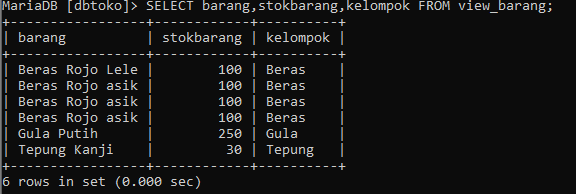 MariaDB [dbtoko]> SELECT barang,stokbarang,kelompok FROM view_barang;
+-----------------+------------+----------+
| barang          | stokbarang | kelompok |
+-----------------+------------+----------+
| Beras Rojo Lele |        100 | Beras    |
| Beras Rojo asik |        100 | Beras    |
| Beras Rojo asik |        100 | Beras    |
| Beras Rojo asik |        100 | Beras    |
| Gula Putih      |        250 | Gula     |
| Tepung Kanji    |         30 | Tepung   |
+-----------------+------------+----------+
6 rows in set (0.000 sec)